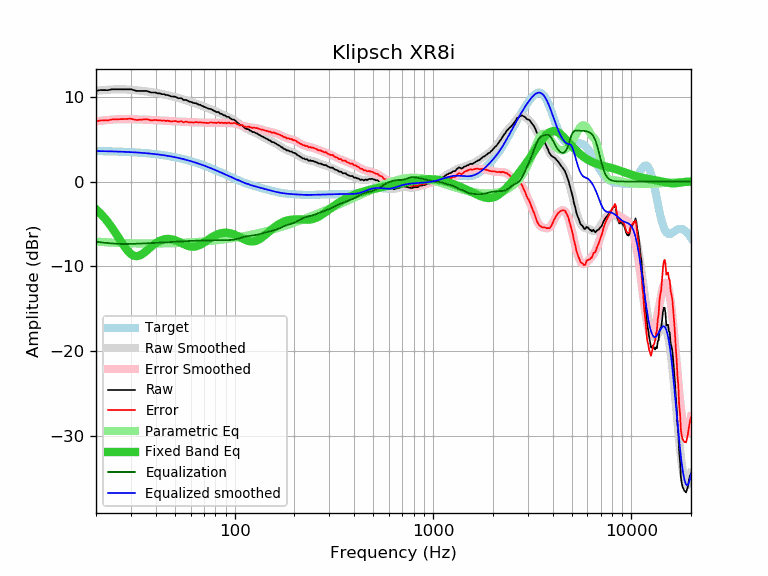 Klipsch XR8i
10
0
−10
−20
−30
Amplitude (dBr)
Target
Raw Smoothed
Error Smoothed
Raw
Error
Parametric Eq
Fixed Band Eq
Equalization
Equalized smoothed
100
1000
10000
Frequency (Hz)